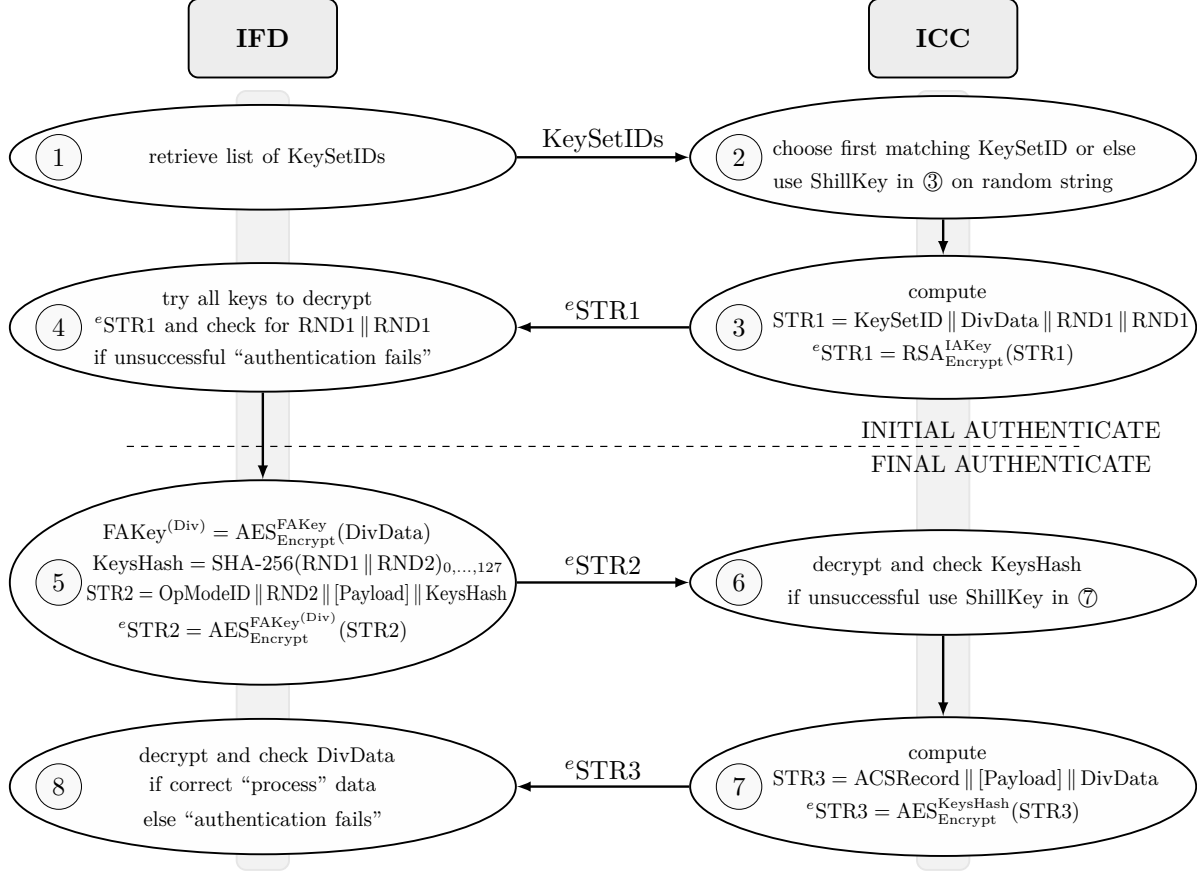 IFD
ICC
1
retrieve list of KeySetIDs
KeySetIDs
2
choose first matching KeySetID or else
use ShillKey in ③ on random string
4
try all keys to decrypt
ᵉSTR1 and check for RND1 ‖ RND1
if unsuccessful “authentication fails”
ᵉSTR1
3
compute
STR1 = KeySetID ‖ DivData ‖ RND1 ‖ RND1
ᵉSTR1 = RSA^{IAKey}_{Encrypt}(STR1)
INITIAL AUTHENTICATE
FINAL AUTHENTICATE
5
FAKey^{(Div)} = AES^{FAKey}_{Encrypt}(DivData)
KeysHash = SHA-256(RND1 ‖ RND2)_{0,...,127}
STR2 = OpModeID ‖ RND2 ‖ [Payload] ‖ KeysHash
ᵉSTR2 = AES^{FAKey^{(Div)}}_{Encrypt}(STR2)
ᵉSTR2
6
decrypt and check KeysHash
if unsuccessful use ShillKey in ⑦
8
decrypt and check DivData
if correct “process” data
else “authentication fails”
ᵉSTR3
7
compute
STR3 = ACSRecord ‖ [Payload] ‖ DivData
ᵉSTR3 = AES^{KeysHash}_{Encrypt}(STR3)